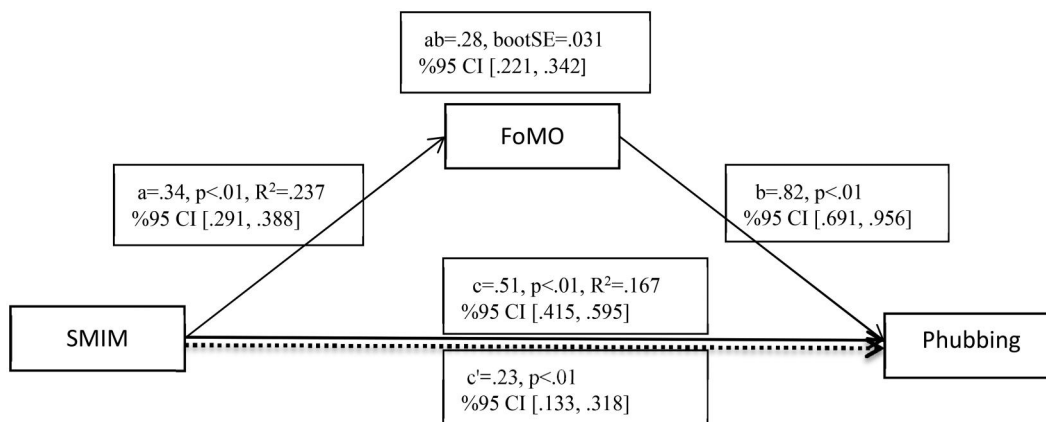 ab=.28, bootSE=.031
%95 CI [.221, .342]
FoMO
a=.34, p<.01, R²=.237
%95 CI [.291, .388]
b=.82, p<.01
%95 CI [.691, .956]
c=.51, p<.01, R²=.167
%95 CI [.415, .595]
SMIM
Phubbing
c'=.23, p<.01
%95 CI [.133, .318]